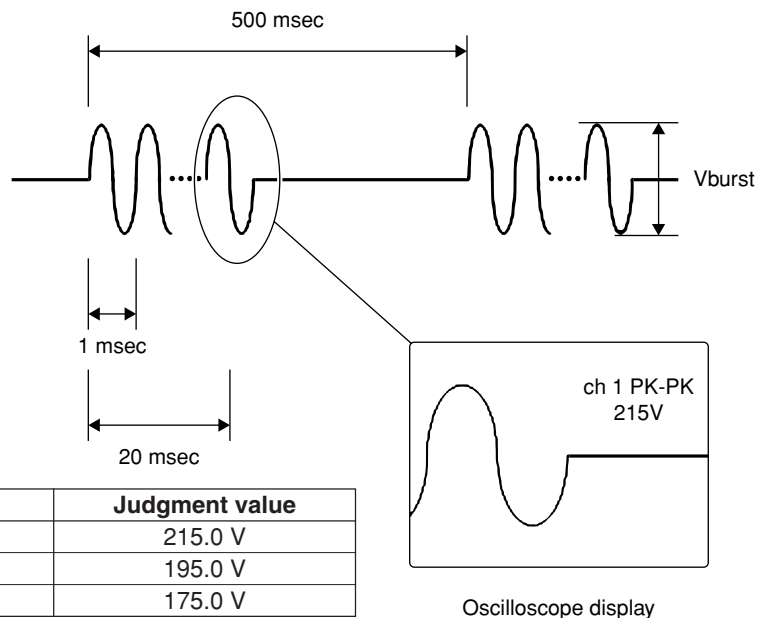 500 msec
Vburst
1 msec
20 msec
ch 1 PK-PK
215V
Judgment value
215.0 V
195.0 V
175.0 V
Oscilloscope display